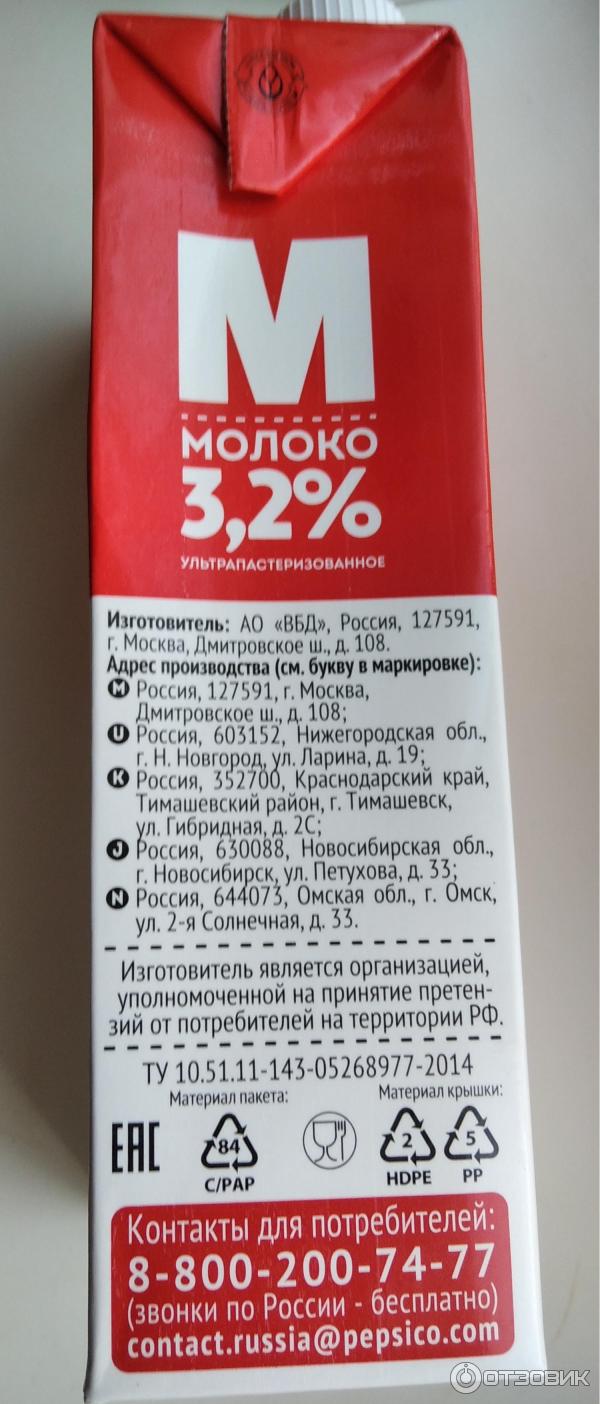 М
МОЛОКО
3,2%
УЛЬТРАПАСТЕРИЗОВАННОЕ
Изготовитель: АО «ВБД», Россия, 127591,
г. Москва, Дмитровское ш., д. 108.
Адрес производства (см. букву в маркировке):
M Россия, 127591, г. Москва,
Дмитровское ш., д. 108;
U Россия, 603152, Нижегородская обл.,
г. Н. Новгород, ул. Ларина, д. 19;
K Россия, 352700, Краснодарский край,
Тимашевский район, г. Тимашевск,
ул. Гибридная, д. 2С;
J Россия, 630088, Новосибирская обл.,
г. Новосибирск, ул. Петухова, д. 33;
N Россия, 644073, Омская обл., г. Омск,
ул. 2-я Солнечная, д. 33.
Изготовитель является организацией,
уполномоченной на принятие претен-
зий от потребителей на территории РФ.
ТУ 10.51.11-143-05268977-2014
Материал пакета: Материал крышки:
EAC 84 2 5
C/PAP HDPE PP
Контакты для потребителей:
8-800-200-74-77
(звонки по России - бесплатно)
contact.russia@pepsico.com
ОТЗОВИК